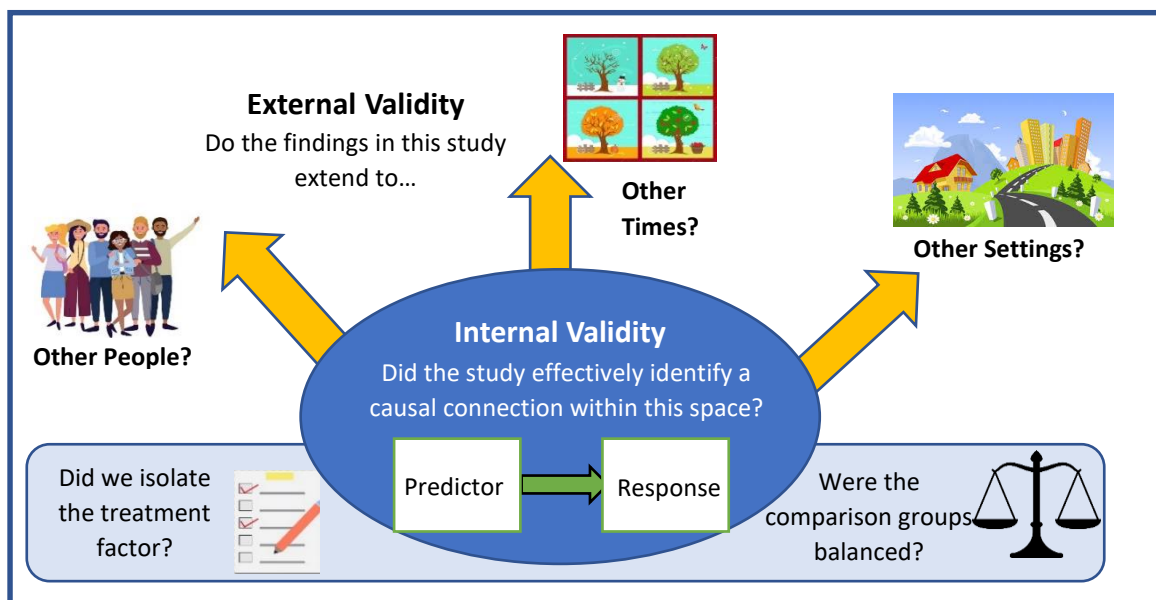 External Validity
Do the findings in this study
extend to…
Other
Times?
Other Settings?
Other People?
Internal Validity
Did the study effectively identify a
causal connection within this space?
Predictor
Response
Did we isolate
the treatment
factor?
Were the
comparison groups
balanced?